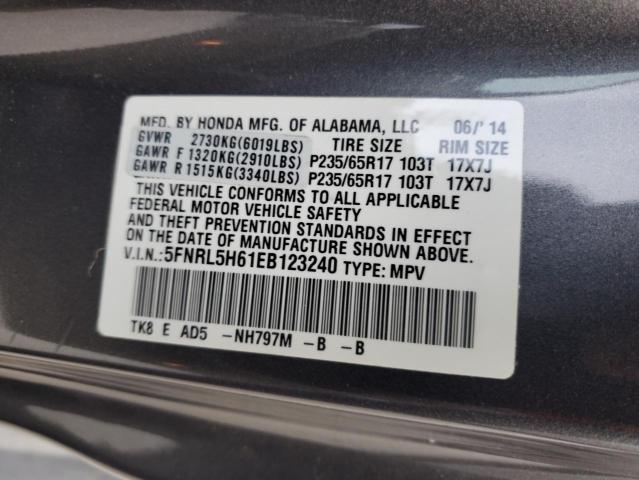 MFD. BY HONDA MFG. OF ALABAMA, LLC 06/'14
GVWR 2730KG(6019LBS) TIRE SIZE RIM SIZE
GAWR F 1320KG(2910LBS) P235/65R17 103T 17X7J
GAWR R 1515KG(3340LBS) P235/65R17 103T 17X7J
THIS VEHICLE CONFORMS TO ALL APPLICABLE
FEDERAL MOTOR VEHICLE SAFETY
AND THEFT PREVENTION STANDARDS IN EFFECT
ON THE DATE OF MANUFACTURE SHOWN ABOVE.
V.I.N.: 5FNRL5H61EB123240 TYPE: MPV
TK8 E AD5 -NH797M -B -B